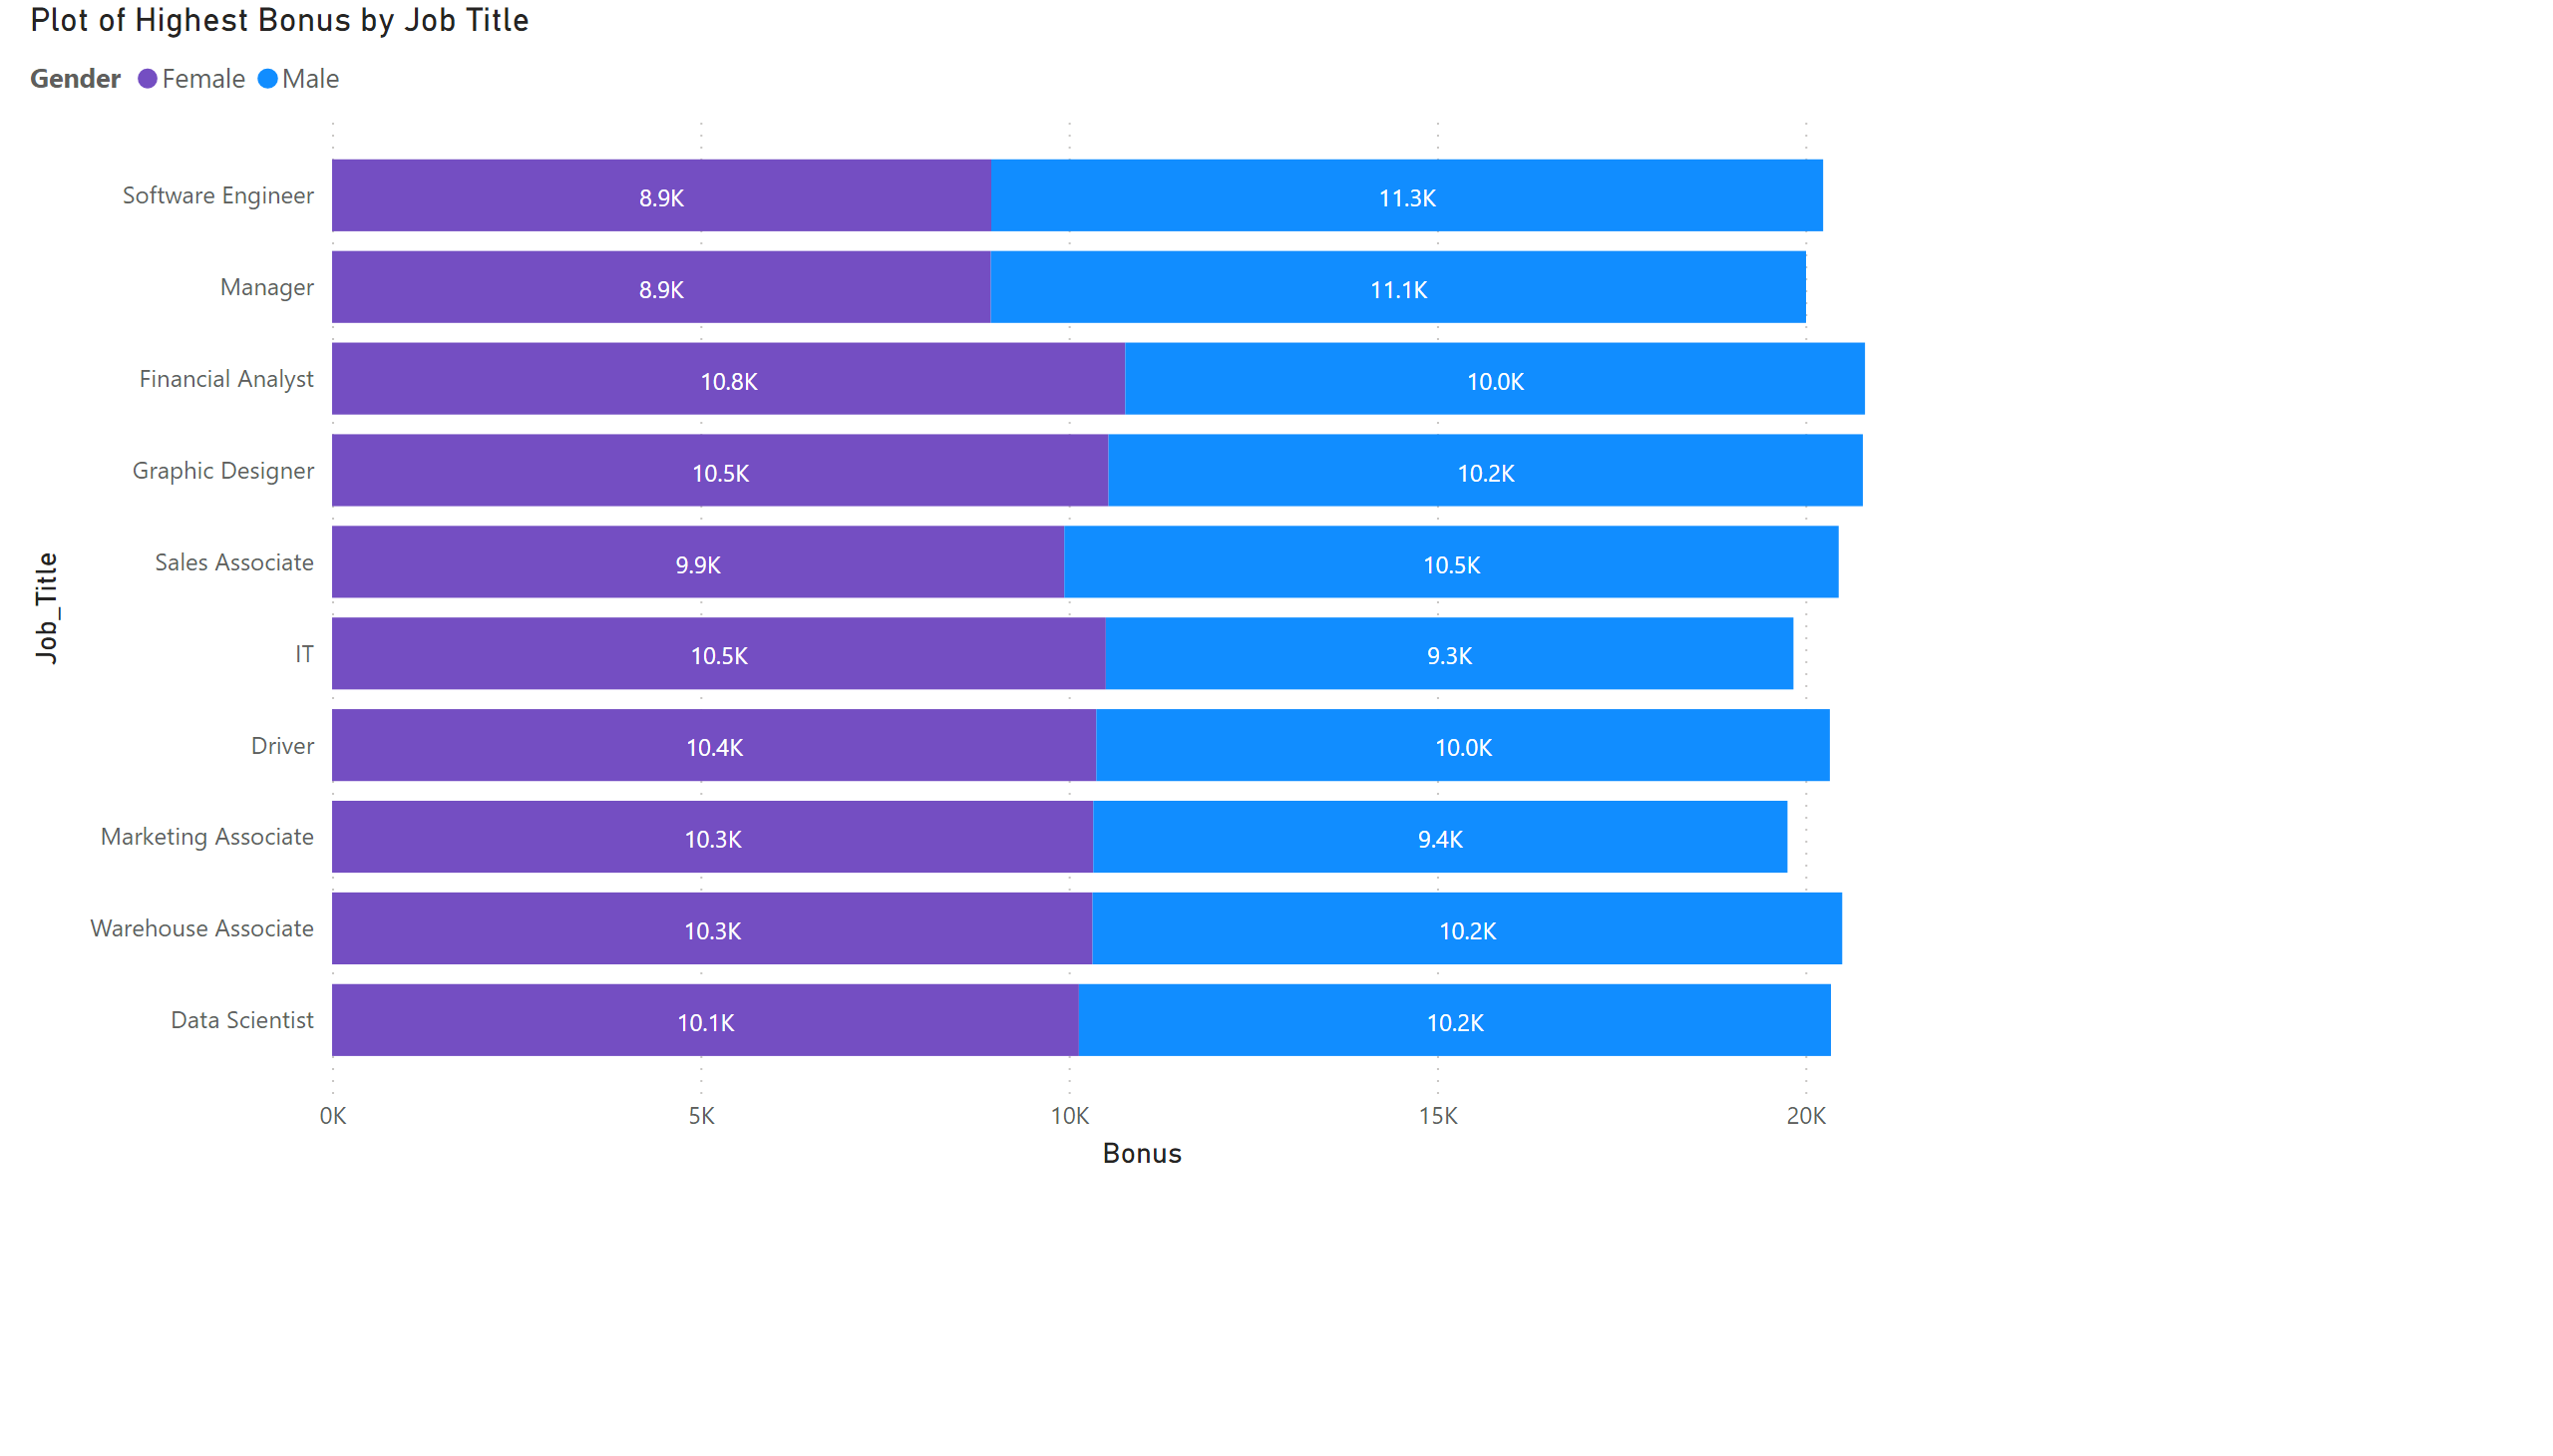 Plot of Highest Bonus by Job Title
Gender Female Male
Software Engineer 8.9K 11.3K
Manager 8.9K 11.1K
Financial Analyst 10.8K 10.0K
Graphic Designer 10.5K 10.2K
Sales Associate 9.9K 10.5K
Job_Title
IT 10.5K 9.3K
Driver 10.4K 10.0K
Marketing Associate 10.3K 9.4K
Warehouse Associate 10.3K 10.2K
Data Scientist 10.1K 10.2K
0K 5K 10K 15K 20K
Bonus